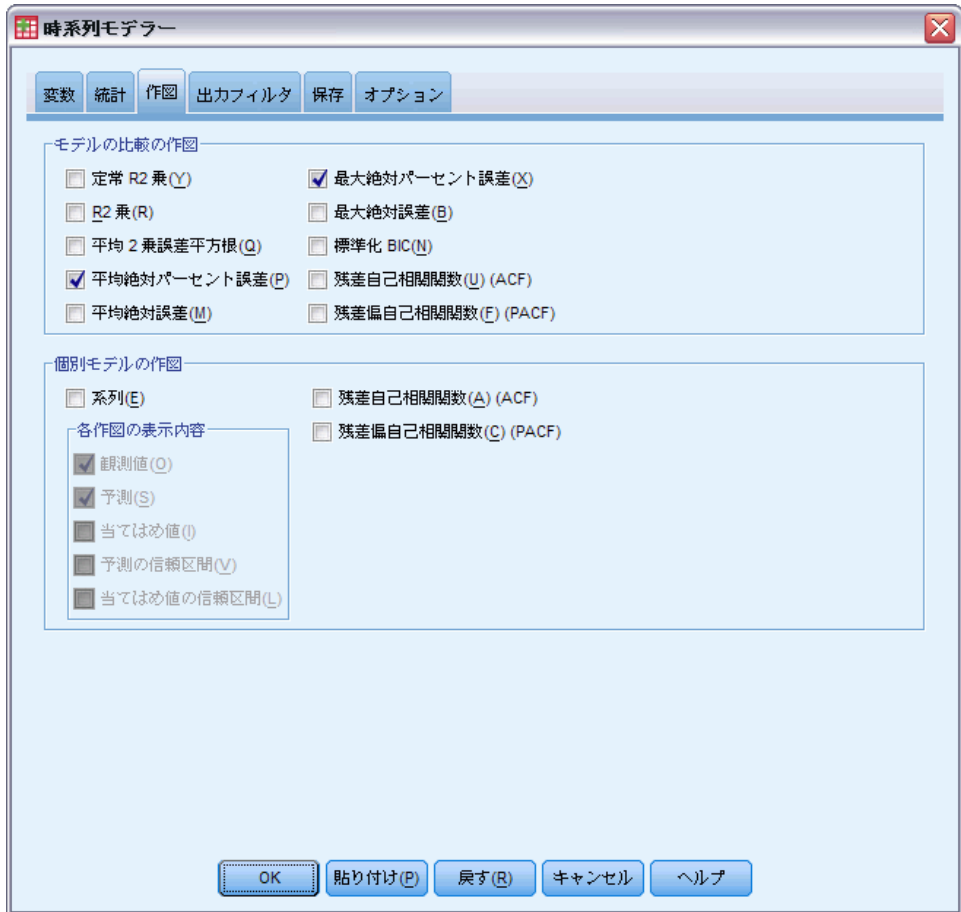 時系列モデラー
変数 統計 作図 出力フィルタ 保存 オプション
モデルの比較の作図
定常 R2 乗(Y)
最大絶対パーセント誤差(X)
R2 乗(R)
最大絶対誤差(B)
平均 2 乗誤差平方根(Q)
標準化 BIC(N)
平均絶対パーセント誤差(P)
残差自己相関関数(U) (ACF)
平均絶対誤差(M)
残差偏自己相関関数(F) (PACF)
個別モデルの作図
系列(E)
残差自己相関関数(A) (ACF)
残差偏自己相関関数(C) (PACF)
各作図の表示内容
観測値(O)
予測(S)
当てはめ値(I)
予測の信頼区間(V)
当てはめ値の信頼区間(L)
OK 貼り付け(P) 戻す(R) キャンセル ヘルプ